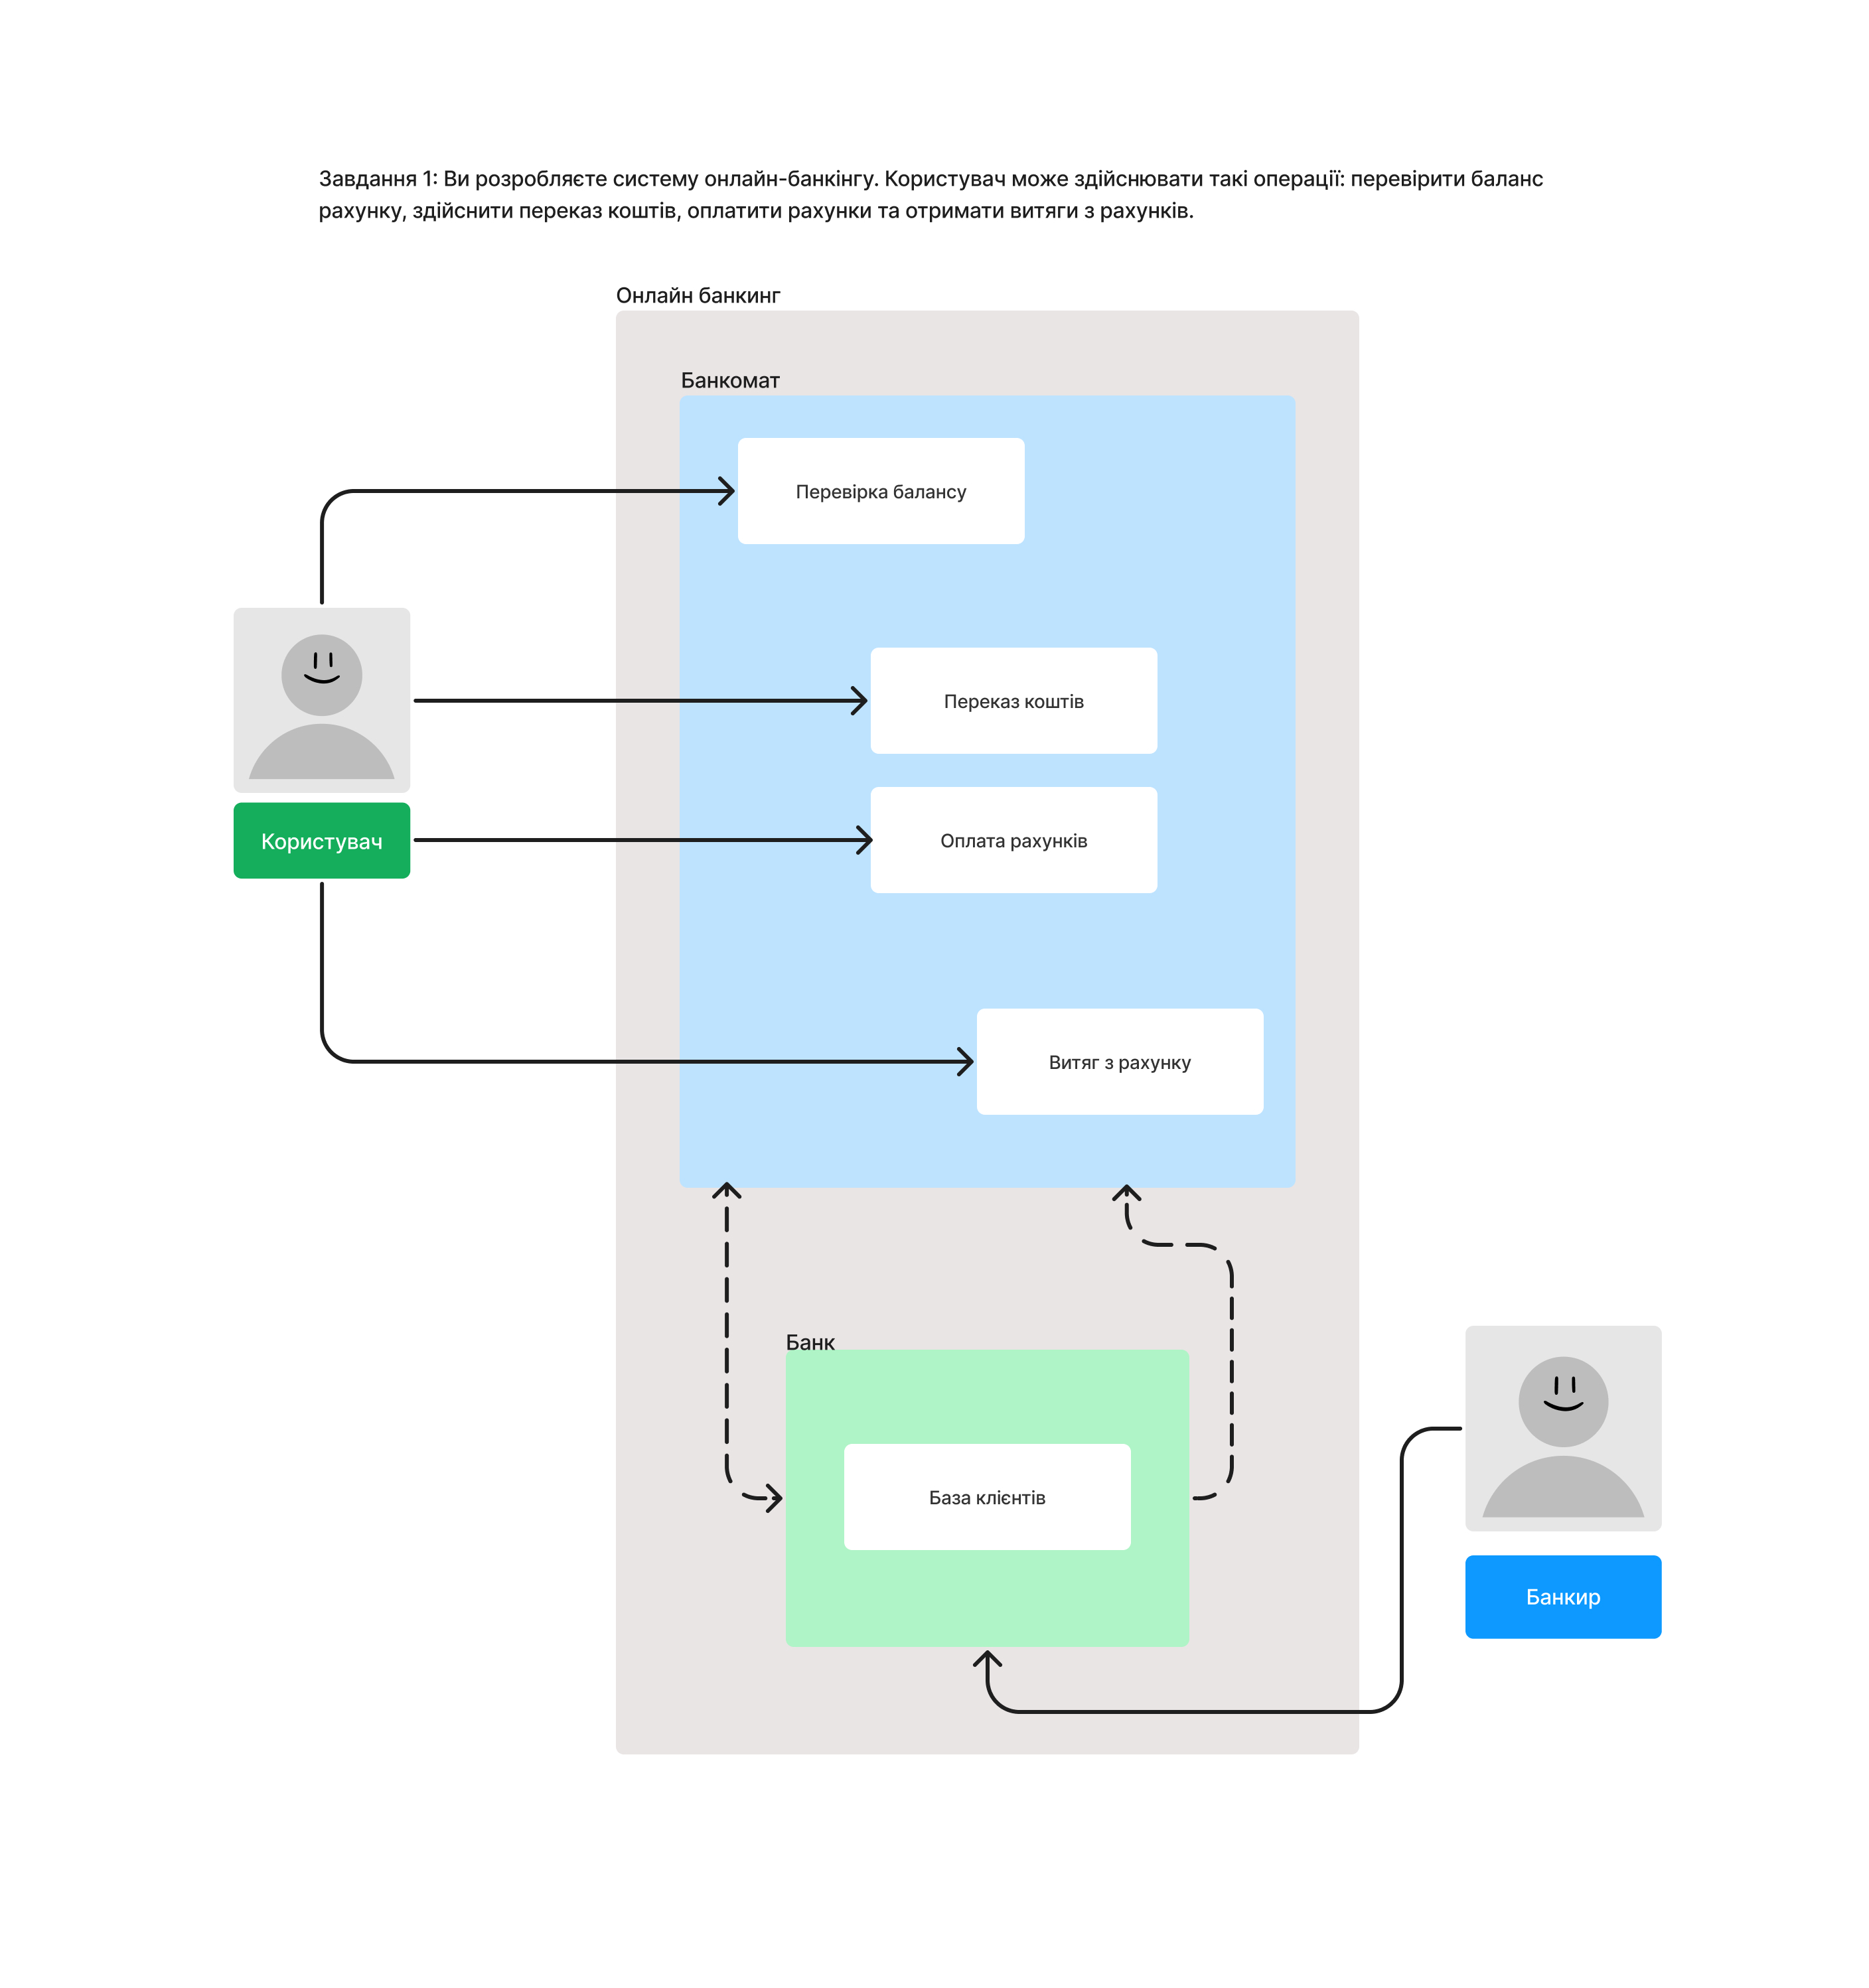 Завдання 1: Ви розробляєте систему онлайн-банкінгу. Користувач може здійснювати такі операції: перевірити баланс
рахунку, здійснити переказ коштів, оплатити рахунки та отримати витяги з рахунків.
Онлайн банкинг
Банкомат
Перевірка балансу
Переказ коштів
Оплата рахунків
Користувач
Витяг з рахунку
Банк
База клієнтів
Банкир